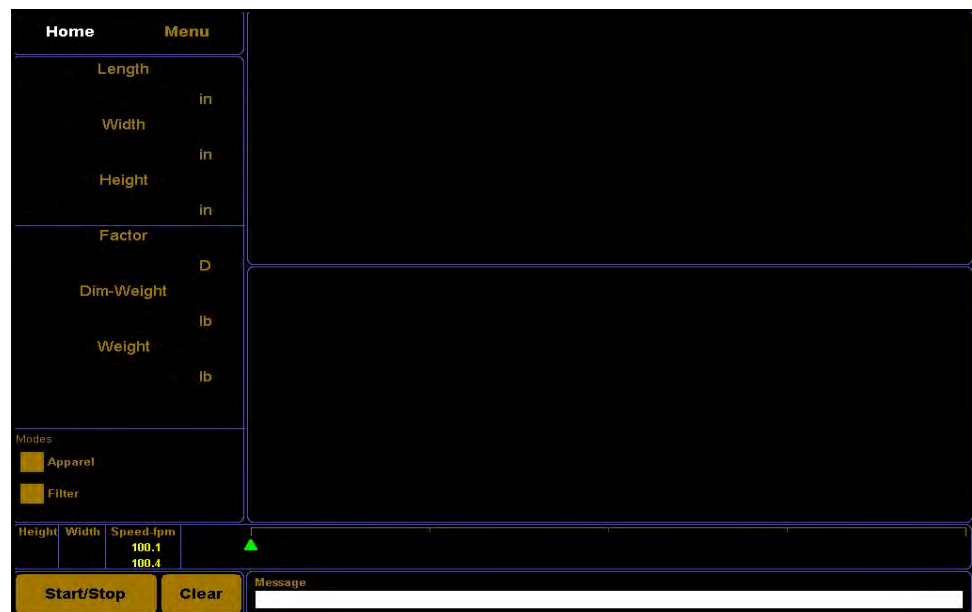 Home Menu
Length
in
Width
in
Height
in
Factor
D
Dim-Weight
lb
Weight
lb
Modes
Apparel
Filter
Height Width Speed-fpm
100.1
100.4
Start/Stop Clear
Message